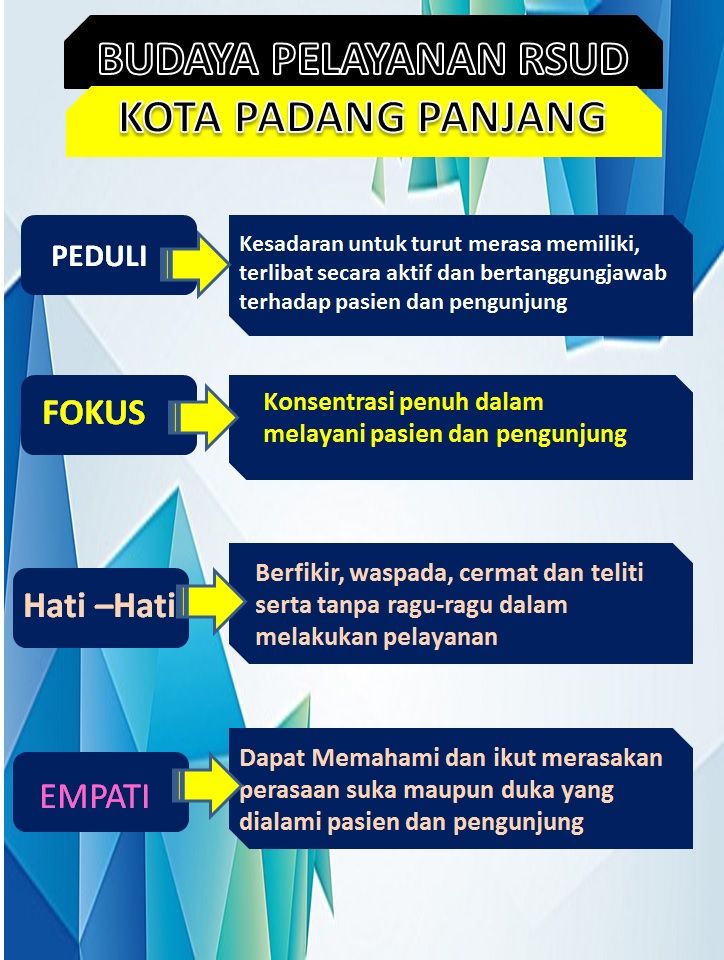 BUDAYA PELAYANAN RSUD
KOTA PADANG PANJANG
PEDULI
Kesadaran untuk turut merasa memiliki,
terlibat secara aktif dan bertanggungjawab
terhadap pasien dan pengunjung
FOKUS
Konsentrasi penuh dalam
melayani pasien dan pengunjung
Hati –Hati
Berfikir, waspada, cermat dan teliti
serta tanpa ragu-ragu dalam
melakukan pelayanan
EMPATI
Dapat Memahami dan ikut merasakan
perasaan suka maupun duka yang
dialami pasien dan pengunjung